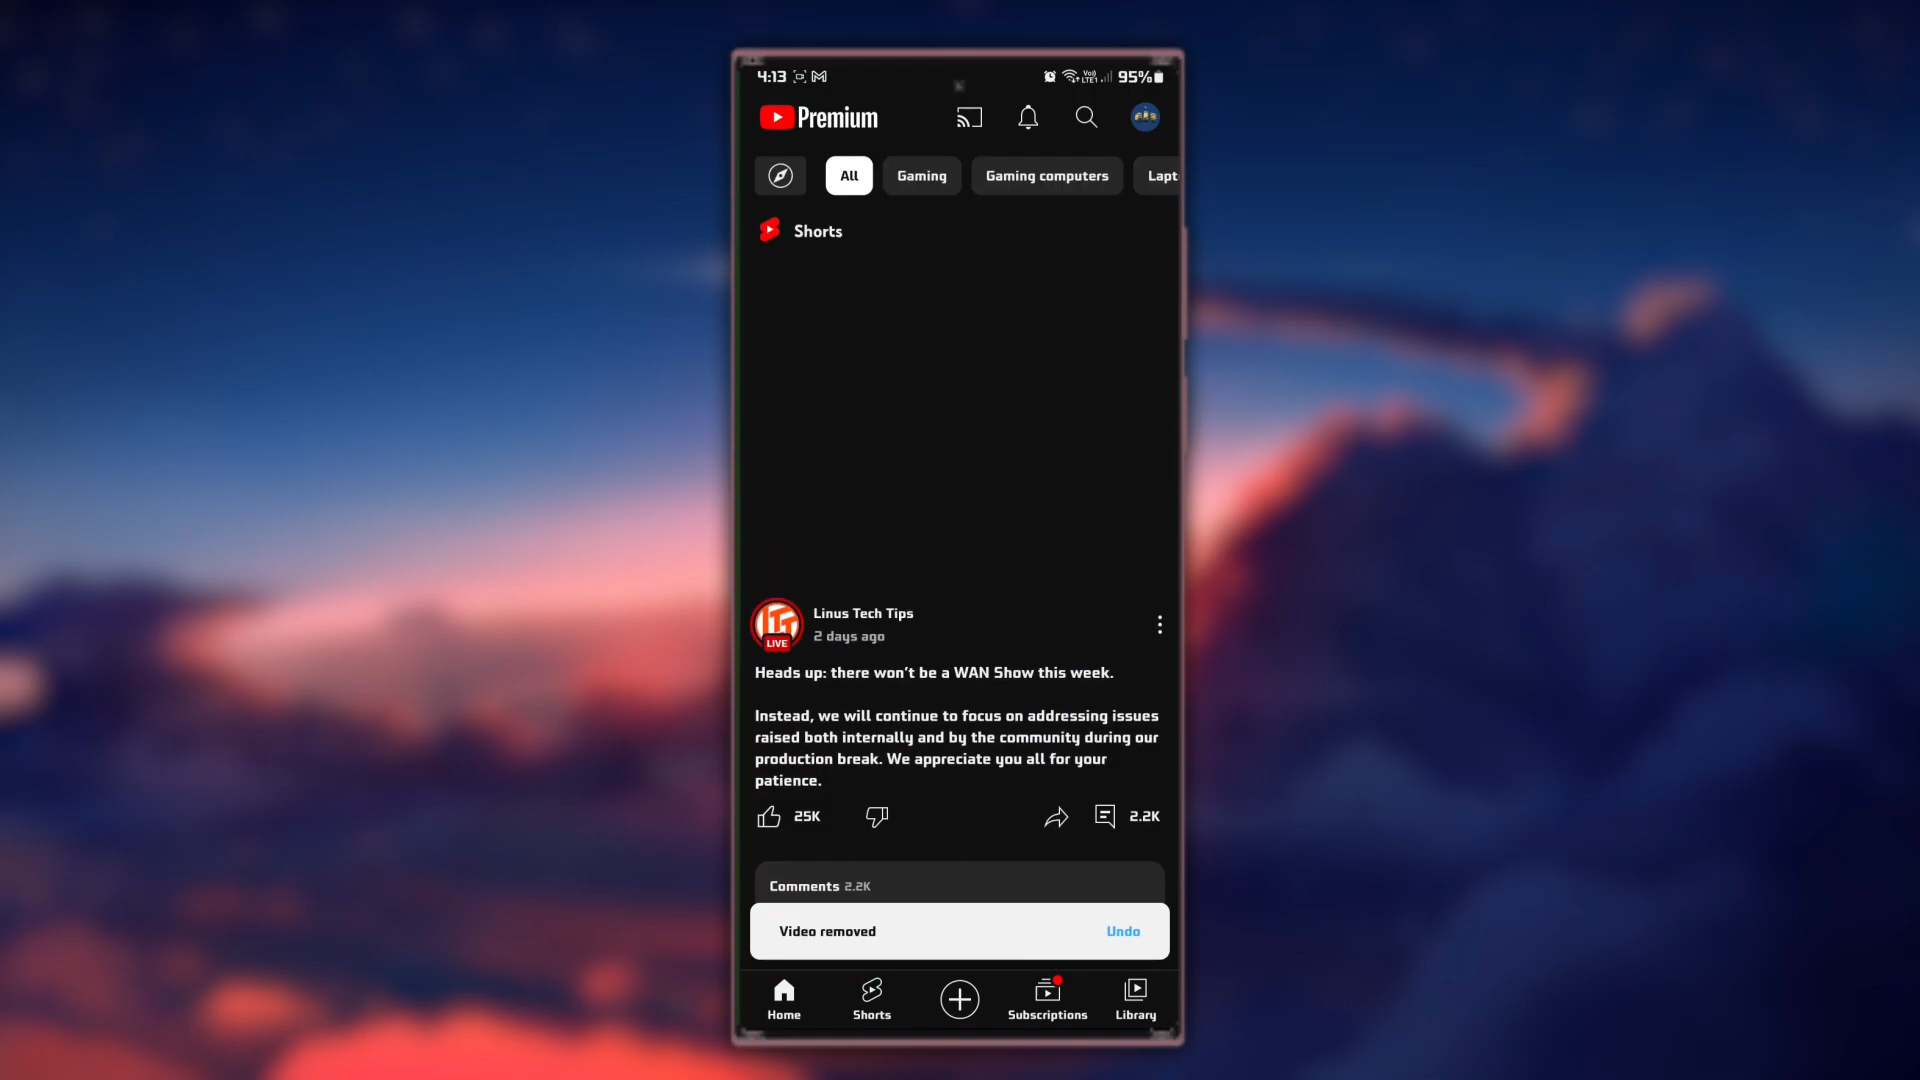 4:13
95%
Premium
All
Gaming
Gaming computers
Lapt
Shorts
Linus Tech Tips
LIVE
2 days ago
Heads up: there won't be a WAN Show this week.
Instead, we will continue to focus on addressing issues
raised both internally and by the community during our
production break. We appreciate you all for your
patience.
25K
2.2K
Comments 2.2K
Video removed
Undo
Home
Shorts
Subscriptions
Library